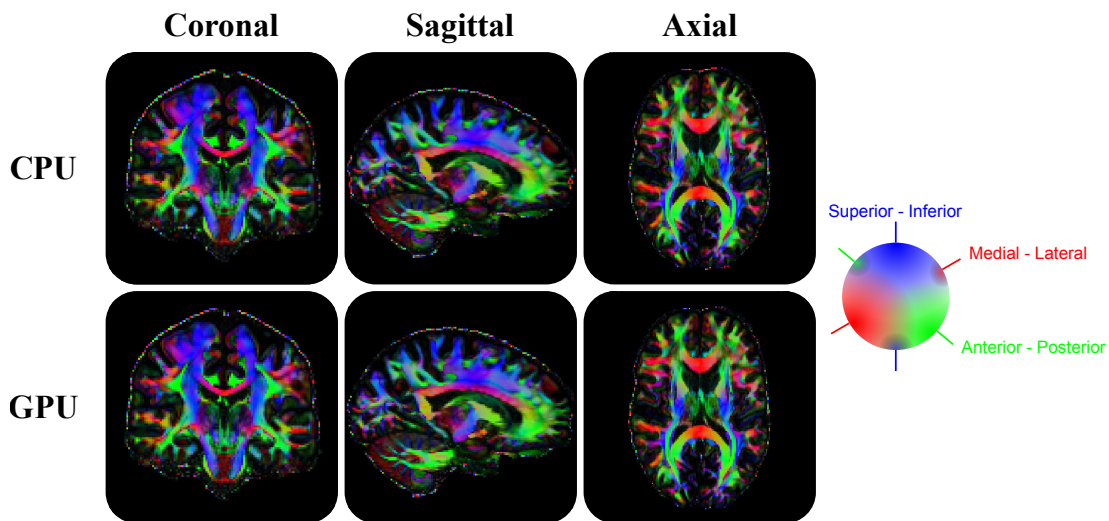 Coronal Sagittal Axial
CPU
Superior - Inferior
Medial - Lateral
Anterior - Posterior
GPU